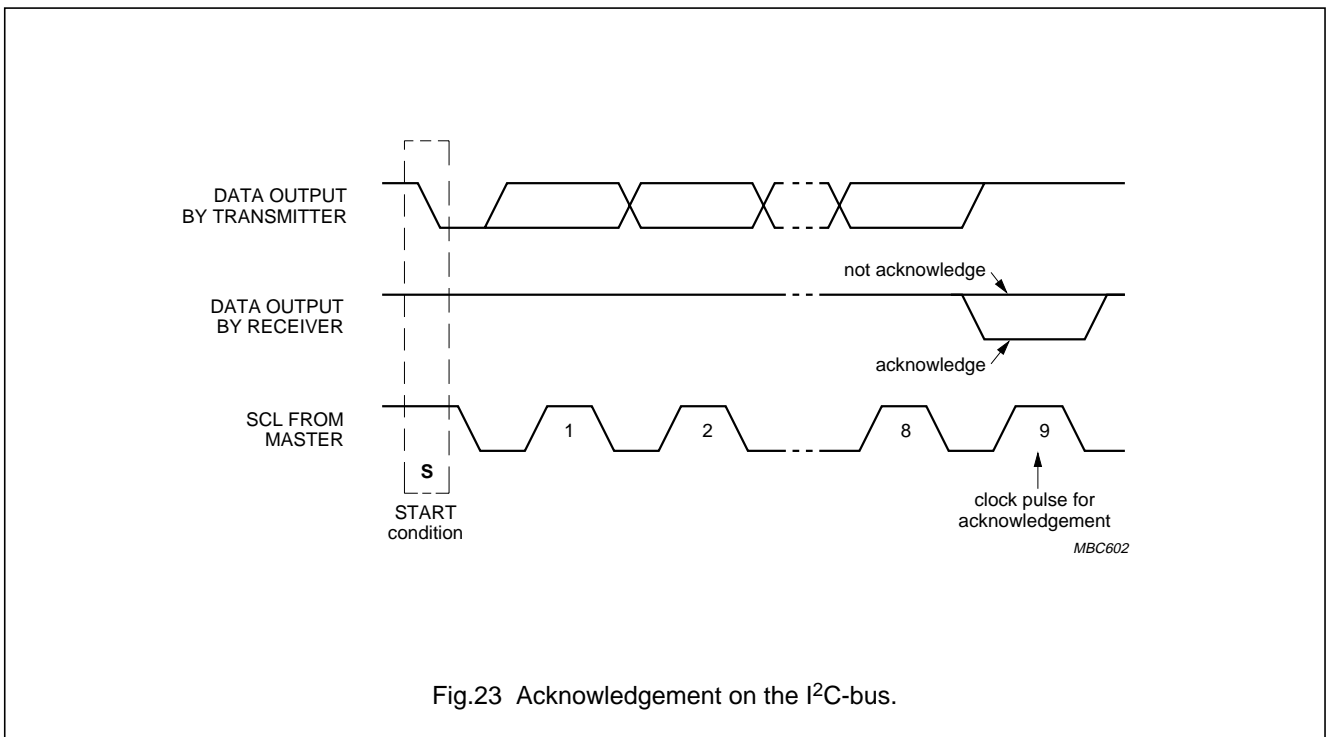 DATA OUTPUT
BY TRANSMITTER
not acknowledge
DATA OUTPUT
BY RECEIVER
acknowledge
SCL FROM
MASTER
1
2
8
9
S
START
condition
clock pulse for
acknowledgement
MBC602
Fig.23 Acknowledgement on the I²C-bus.